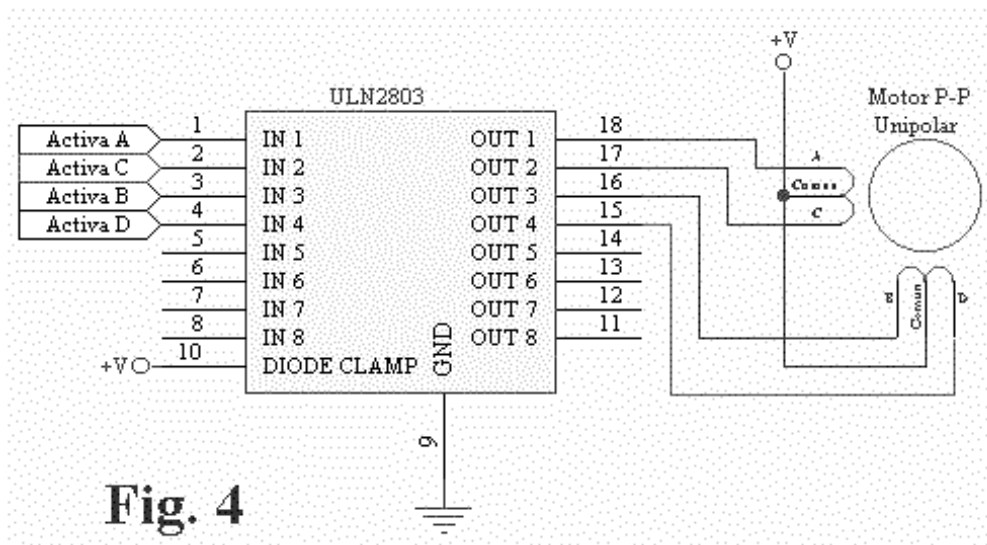 +V
ULN2803
Motor P-P
Unipolar
Activa A
1
IN 1
OUT 1
18
Activa C
2
IN 2
OUT 2
17
Activa B
3
IN 3
OUT 3
16
Activa D
4
IN 4
OUT 4
15
5
IN 5
OUT 5
14
6
IN 6
OUT 6
13
7
IN 7
OUT 7
12
8
IN 8
OUT 8
11
+V
10
DIODE CLAMP
GND
9
A
Comun
C
B
Comun
D
Fig. 4